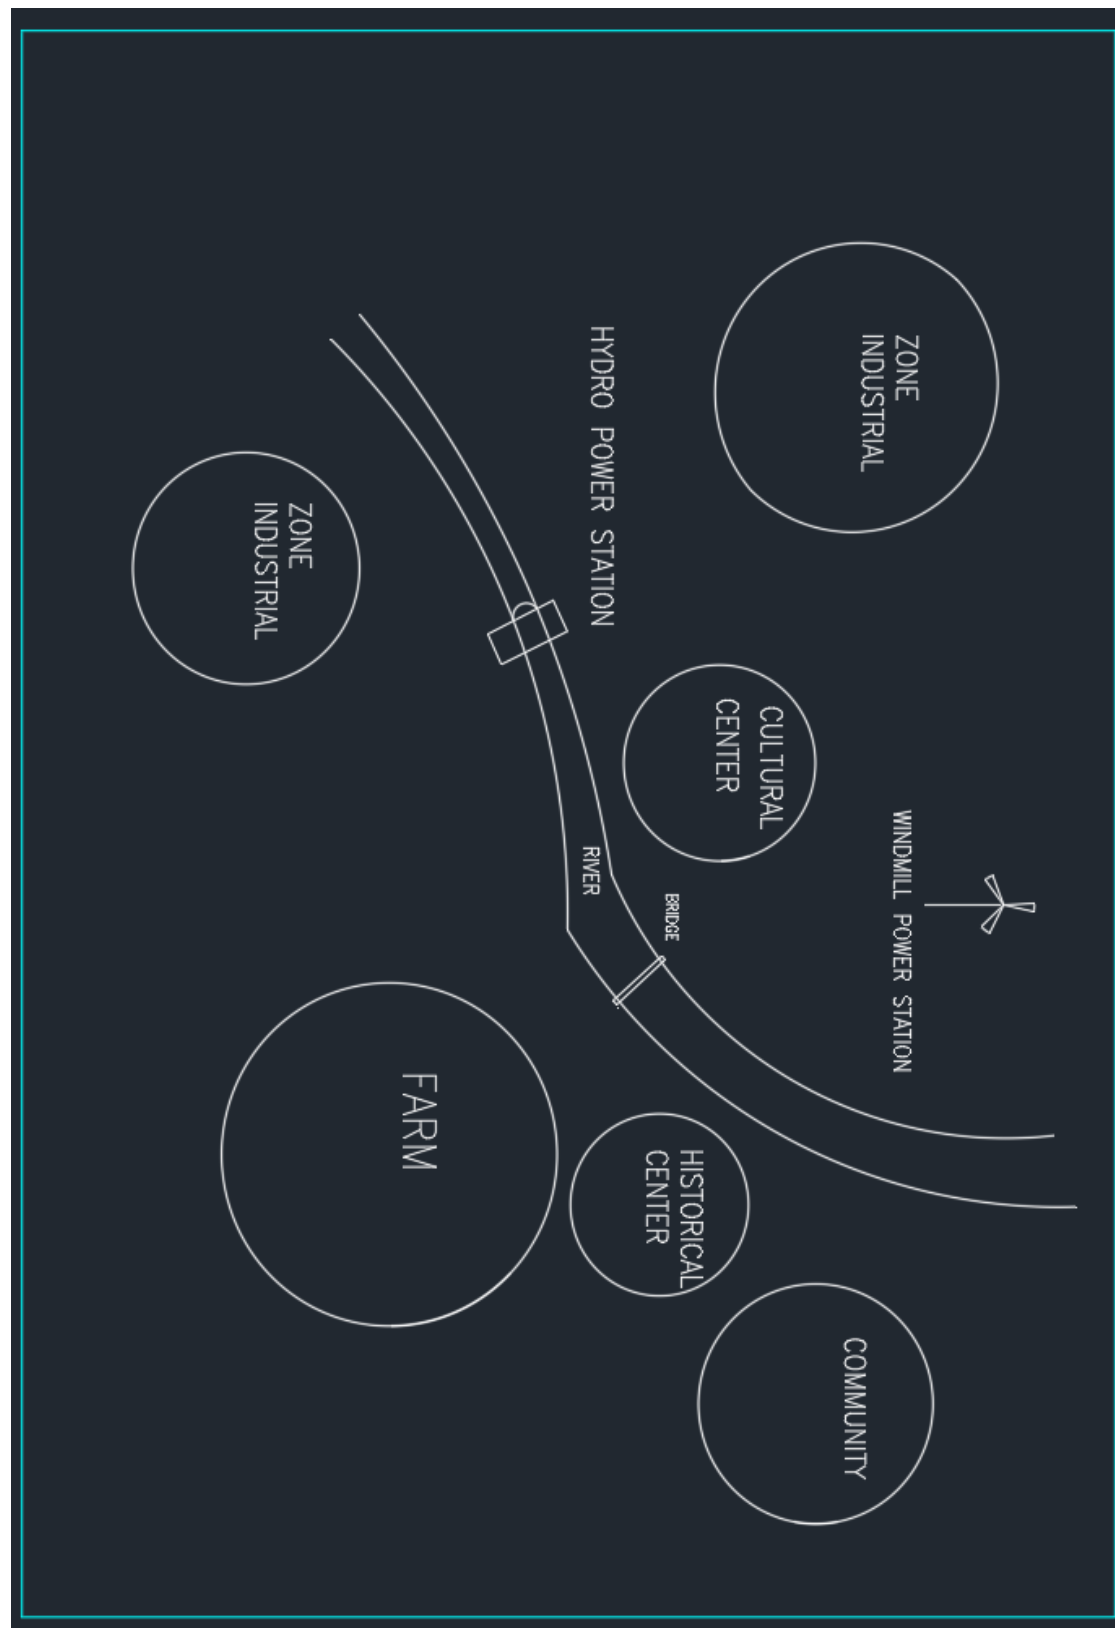 ZONE
INDUSTRIAL
WINDMILL POWER STATION
COMMUNITY
CULTURAL
CENTER
HISTORICAL
CENTER
BRIDGE
HYDRO POWER STATION
RIVER
FARM
ZONE
INDUSTRIAL